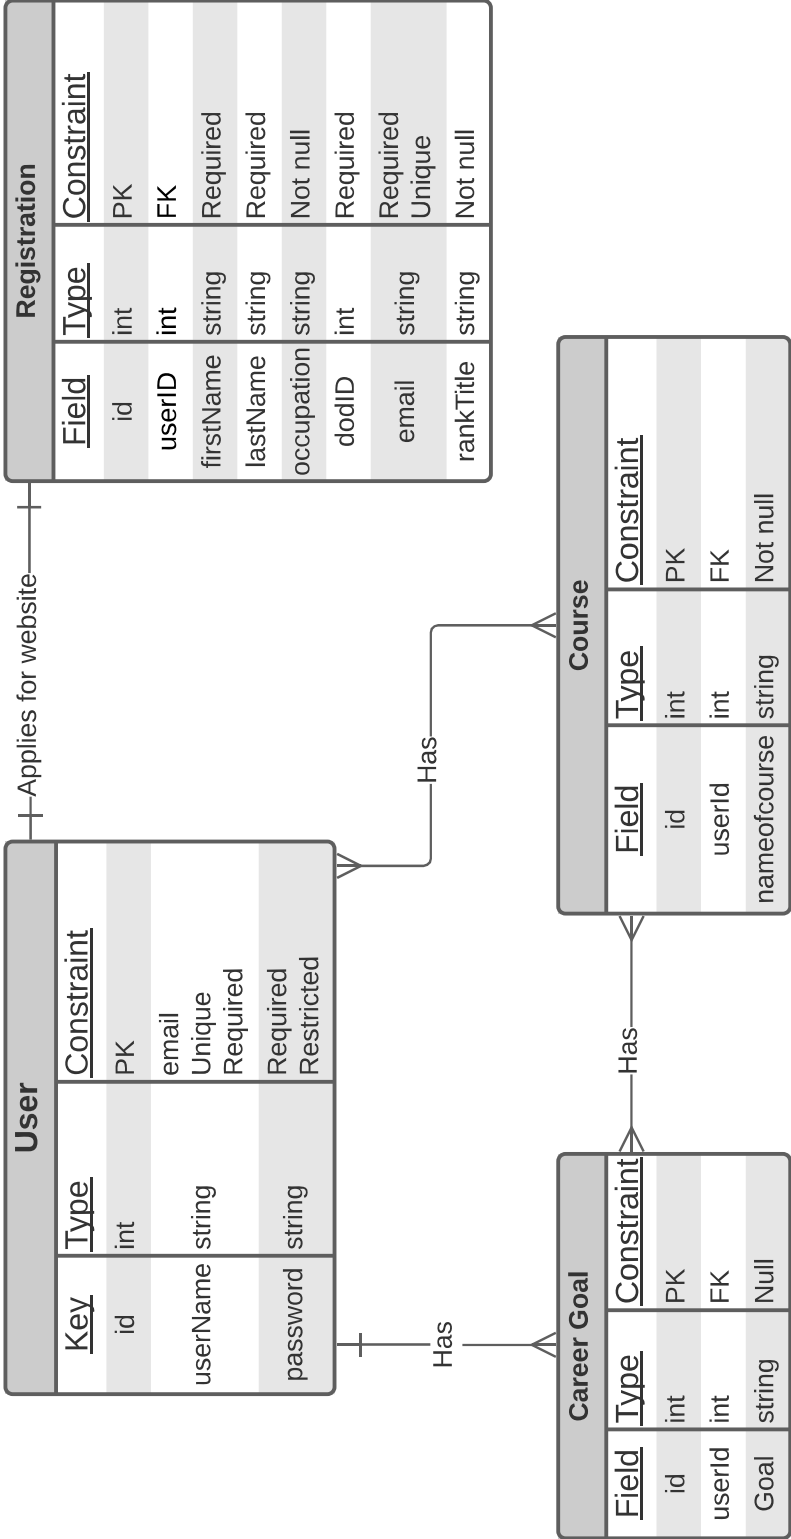 User
Key Type Constraint
id int PK
userName string email
Unique
Required
password string Required
Restricted
Applies for website
Registration
Field Type Constraint
id int PK
userID int FK
firstName string Required
lastName string Required
occupation string Not null
dodID int Required
email string Required
Unique
rankTitle string Not null
Has
Has
Career Goal
Field Type Constraint
id int PK
userId int FK
Goal string Null
Has
Course
Field Type Constraint
id int PK
userId int FK
nameofcourse string Not null